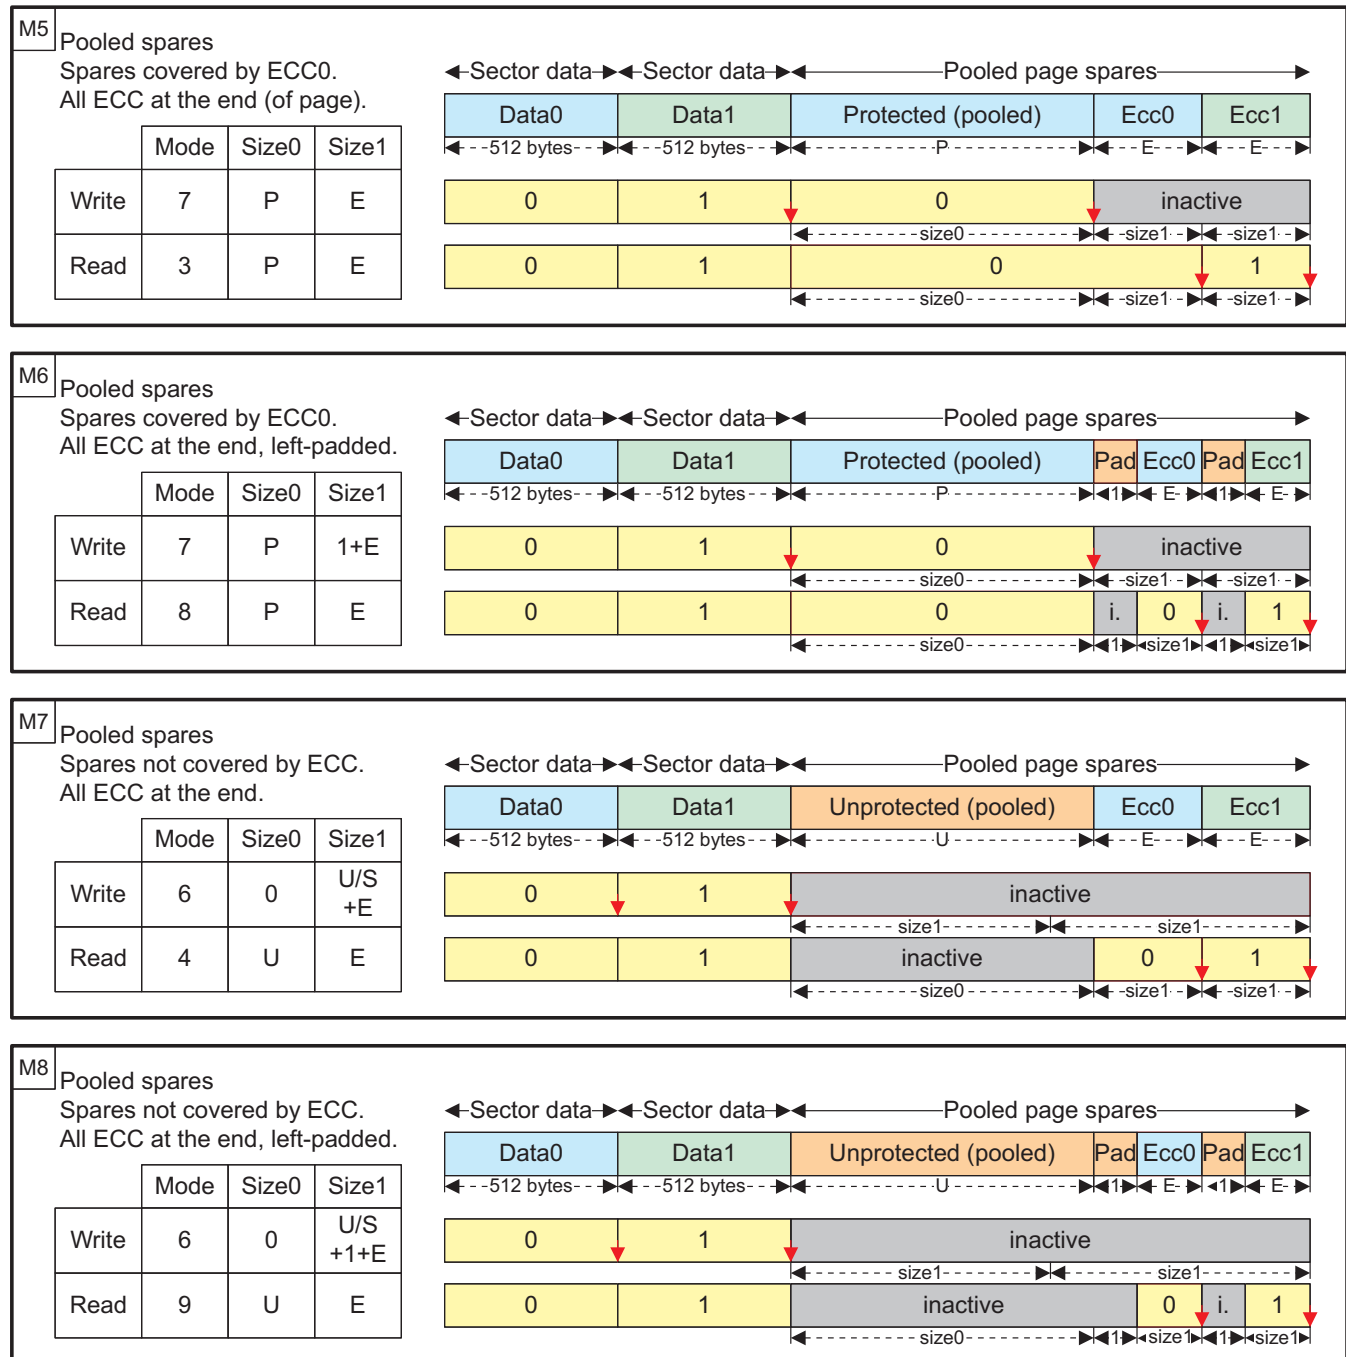 M5
Pooled spares
Spares covered by ECC0.
All ECC at the end (of page).
Mode Size0 Size1
Write 7 P E
Read 3 P E
Sector data Sector data Pooled page spares
Data0 Data1 Protected (pooled) Ecc0 Ecc1
512 bytes 512 bytes P E E
0 1 0 inactive
size0 size1 size1
0 1 0 1
size0 size1 size1
M6
Pooled spares
Spares covered by ECC0.
All ECC at the end, left-padded.
Mode Size0 Size1
Write 7 P 1+E
Read 8 P E
Sector data Sector data Pooled page spares
Data0 Data1 Protected (pooled) Pad Ecc0 Pad Ecc1
512 bytes 512 bytes P 1 E 1 E
0 1 0 inactive
size0 size1 size1
0 1 0 i. 0 i. 1
size0 1 size1 1 size1
M7
Pooled spares
Spares not covered by ECC.
All ECC at the end.
Mode Size0 Size1
Write 6 0 U/S
+E
Read 4 U E
Sector data Sector data Pooled page spares
Data0 Data1 Unprotected (pooled) Ecc0 Ecc1
512 bytes 512 bytes U E E
0 1 inactive
size1 size1
0 1 inactive 0 1
size0 size1 size1
M8
Pooled spares
Spares not covered by ECC.
All ECC at the end, left-padded.
Mode Size0 Size1
Write 6 0 U/S
+1+E
Read 9 U E
Sector data Sector data Pooled page spares
Data0 Data1 Unprotected (pooled) Pad Ecc0 Pad Ecc1
512 bytes 512 bytes U 1 E 1 E
0 1 inactive
size1 size1
0 1 inactive 0 i. 1
size0 1 size1 1 size1